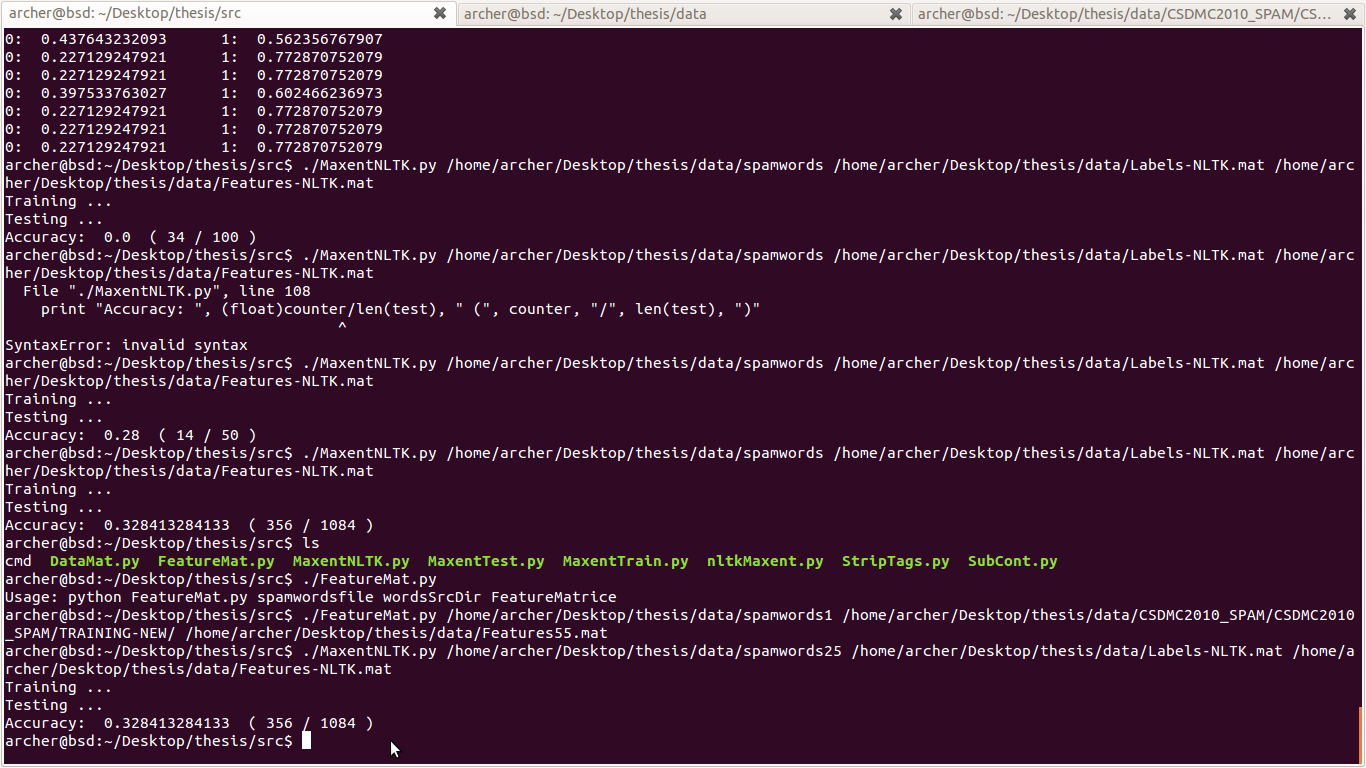 archer@bsd: ~/Desktop/thesis/src ✖ archer@bsd: ~/Desktop/thesis/data ✖ archer@bsd: ~/Desktop/thesis/data/CSDMC2010_SPAM/CS... ✖
0:  0.437643232093      1:  0.562356767907
0:  0.227129247921      1:  0.772870752079
0:  0.227129247921      1:  0.772870752079
0:  0.397533763027      1:  0.602466236973
0:  0.227129247921      1:  0.772870752079
0:  0.227129247921      1:  0.772870752079
0:  0.227129247921      1:  0.772870752079
archer@bsd:~/Desktop/thesis/src$ ./MaxentNLTK.py /home/archer/Desktop/thesis/data/spamwords /home/archer/Desktop/thesis/data/Labels-NLTK.mat /home/arc
her/Desktop/thesis/data/Features-NLTK.mat
Training ...
Testing ...
Accuracy:  0.0  ( 34 / 100 )
archer@bsd:~/Desktop/thesis/src$ ./MaxentNLTK.py /home/archer/Desktop/thesis/data/spamwords /home/archer/Desktop/thesis/data/Labels-NLTK.mat /home/arc
her/Desktop/thesis/data/Features-NLTK.mat
  File "./MaxentNLTK.py", line 108
    print "Accuracy: ", (float)counter/len(test), " (", counter, "/", len(test), ")"
                                     ^
SyntaxError: invalid syntax
archer@bsd:~/Desktop/thesis/src$ ./MaxentNLTK.py /home/archer/Desktop/thesis/data/spamwords /home/archer/Desktop/thesis/data/Labels-NLTK.mat /home/arc
her/Desktop/thesis/data/Features-NLTK.mat
Training ...
Testing ...
Accuracy:  0.28  ( 14 / 50 )
archer@bsd:~/Desktop/thesis/src$ ./MaxentNLTK.py /home/archer/Desktop/thesis/data/spamwords /home/archer/Desktop/thesis/data/Labels-NLTK.mat /home/arc
her/Desktop/thesis/data/Features-NLTK.mat
Training ...
Testing ...
Accuracy:  0.328413284133  ( 356 / 1084 )
archer@bsd:~/Desktop/thesis/src$ ls
cmd  DataMat.py  FeatureMat.py  MaxentNLTK.py  MaxentTest.py  MaxentTrain.py  nltkMaxent.py  StripTags.py  SubCont.py
archer@bsd:~/Desktop/thesis/src$ ./FeatureMat.py
Usage: python FeatureMat.py spamwordsfile wordsSrcDir FeatureMatrice
archer@bsd:~/Desktop/thesis/src$ ./FeatureMat.py /home/archer/Desktop/thesis/data/spamwords1 /home/archer/Desktop/thesis/data/CSDMC2010_SPAM/CSDMC2010
_SPAM/TRAINING-NEW/ /home/archer/Desktop/thesis/data/Features55.mat
archer@bsd:~/Desktop/thesis/src$ ./MaxentNLTK.py /home/archer/Desktop/thesis/data/spamwords25 /home/archer/Desktop/thesis/data/Labels-NLTK.mat /home/a
rcher/Desktop/thesis/data/Features-NLTK.mat
Training ...
Testing ...
Accuracy:  0.328413284133  ( 356 / 1084 )
archer@bsd:~/Desktop/thesis/src$